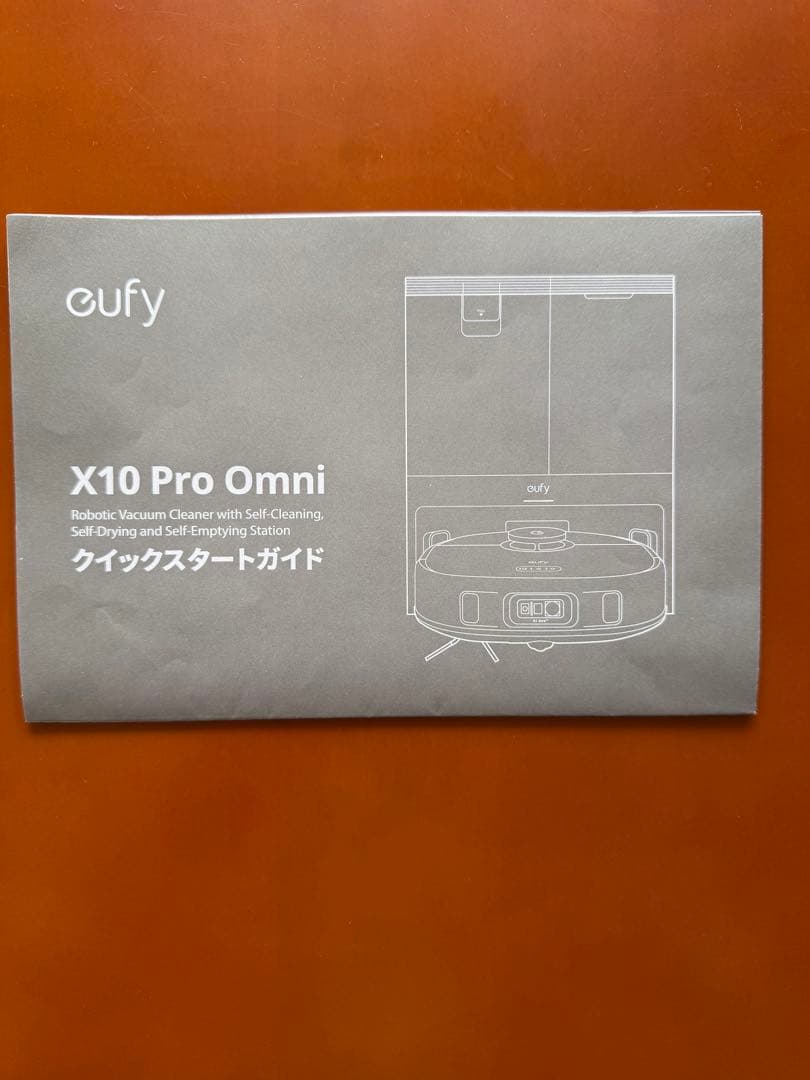 eufy
X10 Pro Omni
Robotic Vacuum Cleaner with Self-Cleaning,
Self-Drying and Self-Emptying Station
クイックスタートガイド
eufy
eufy